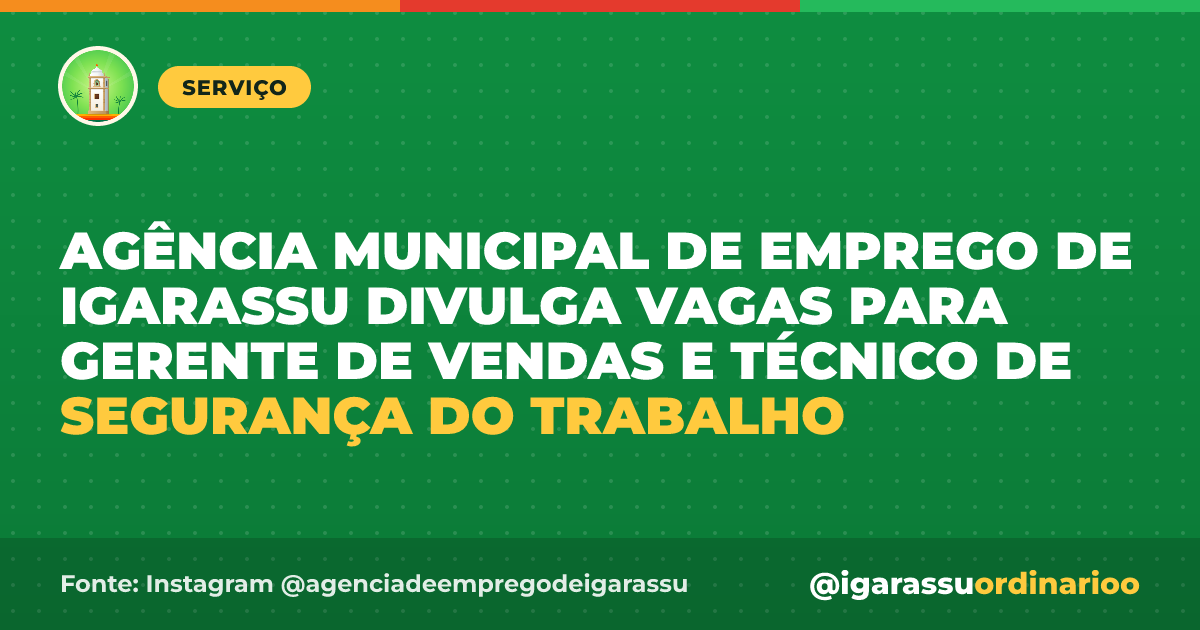 SERVIÇO
AGÊNCIA MUNICIPAL DE EMPREGO DE
IGARASSU DIVULGA VAGAS PARA
GERENTE DE VENDAS E TÉCNICO DE
SEGURANÇA DO TRABALHO
Fonte: Instagram @agenciadeempregodeigarassu
@igarassuordinarioo